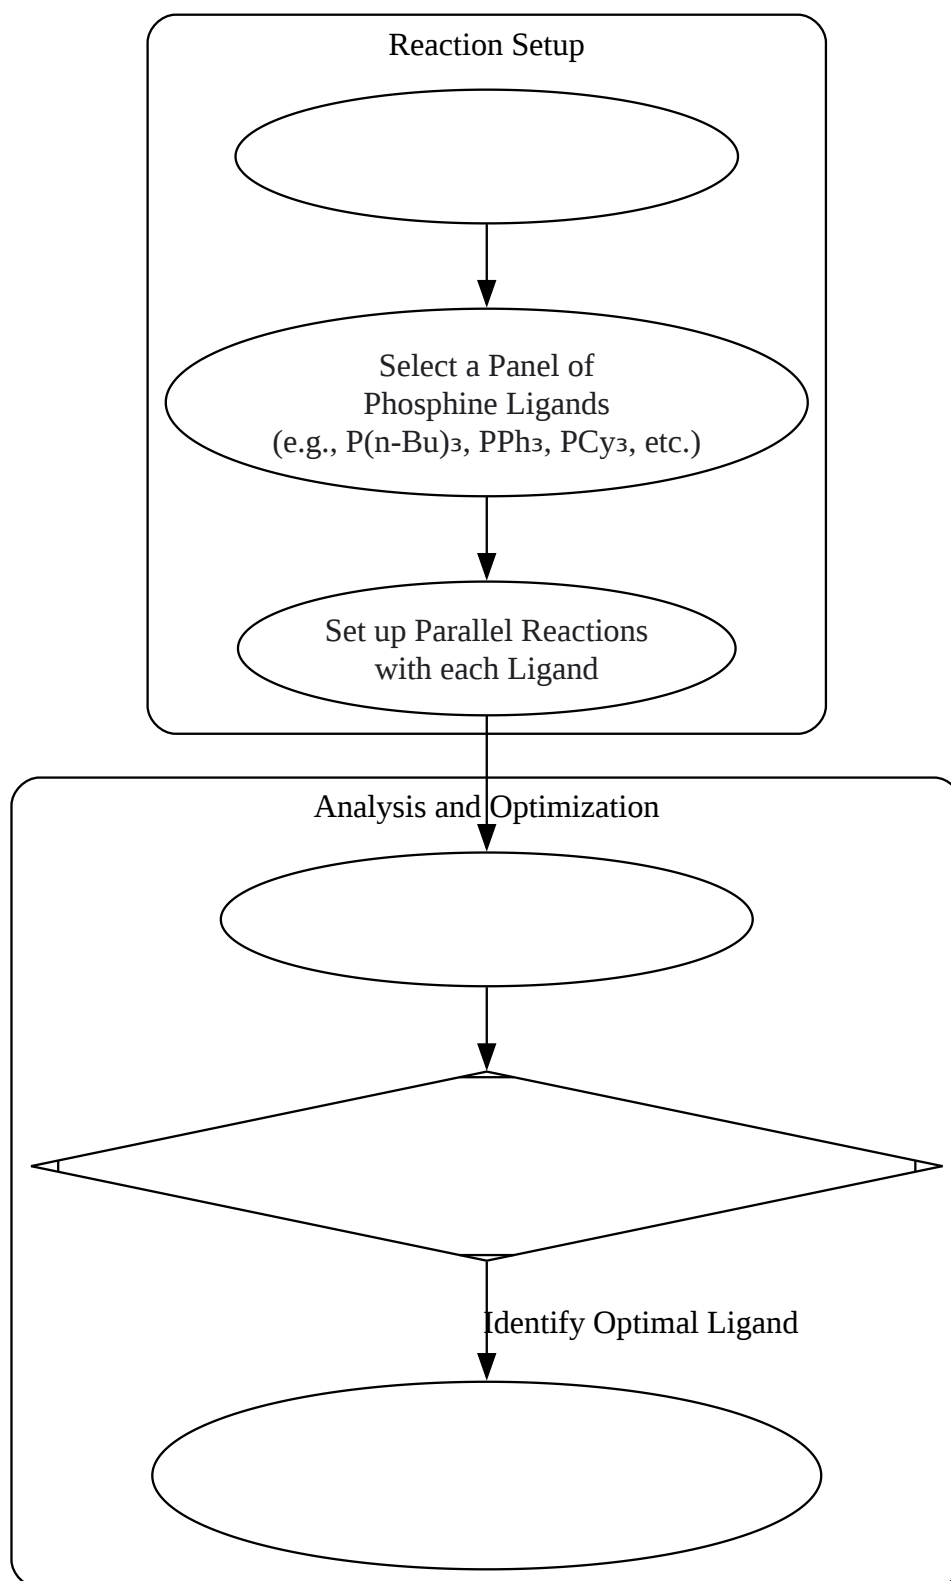 Reaction Setup
Select a Panel of
Phosphine Ligands
(e.g., P(n-Bu)₃, PPh₃, PCy₃, etc.)
Set up Parallel Reactions
with each Ligand
Analysis and Optimization
Identify Optimal Ligand